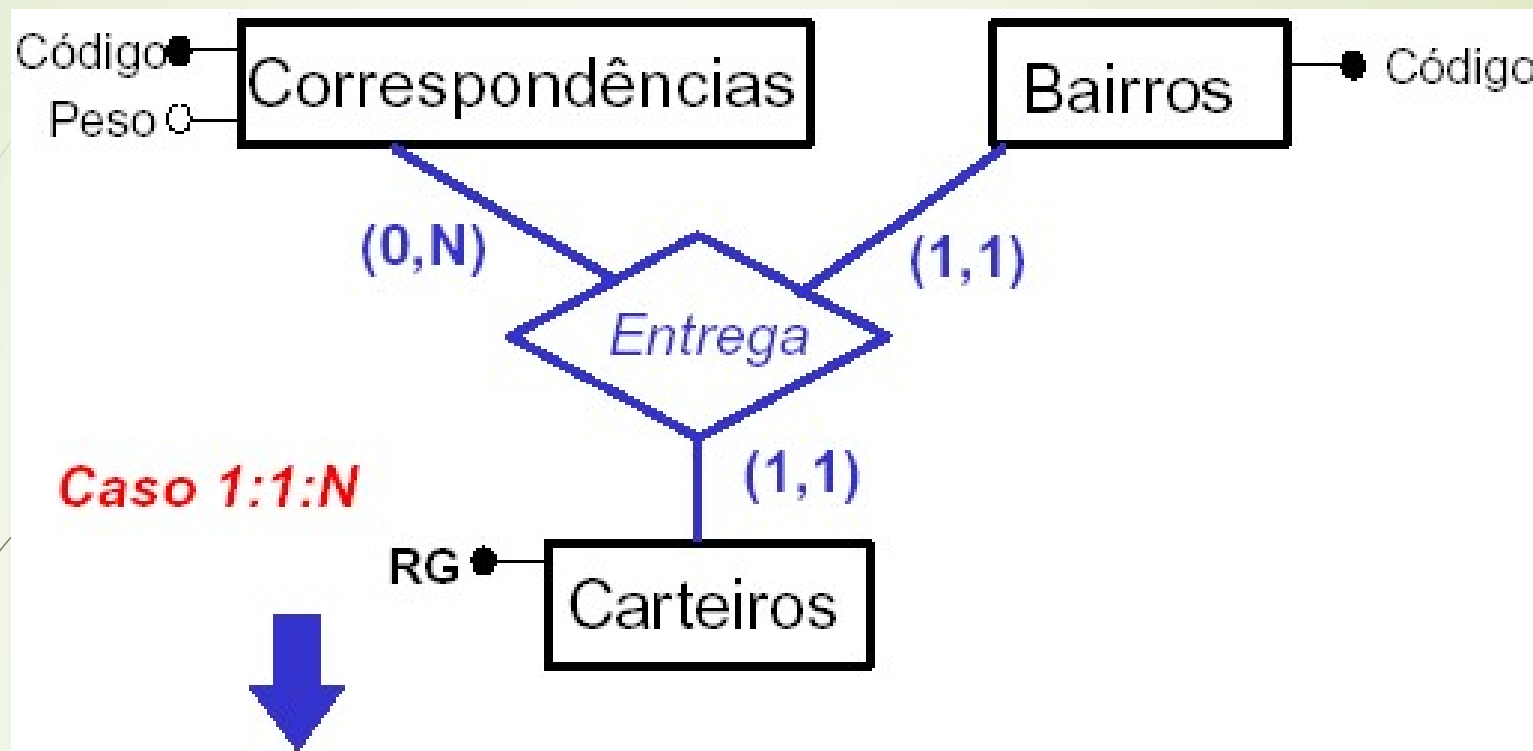 Código
Correspondências
Peso
Bairros
Código
(0,N)
(1,1)
Entrega
Caso 1:1:N
(1,1)
RG
Carteiros